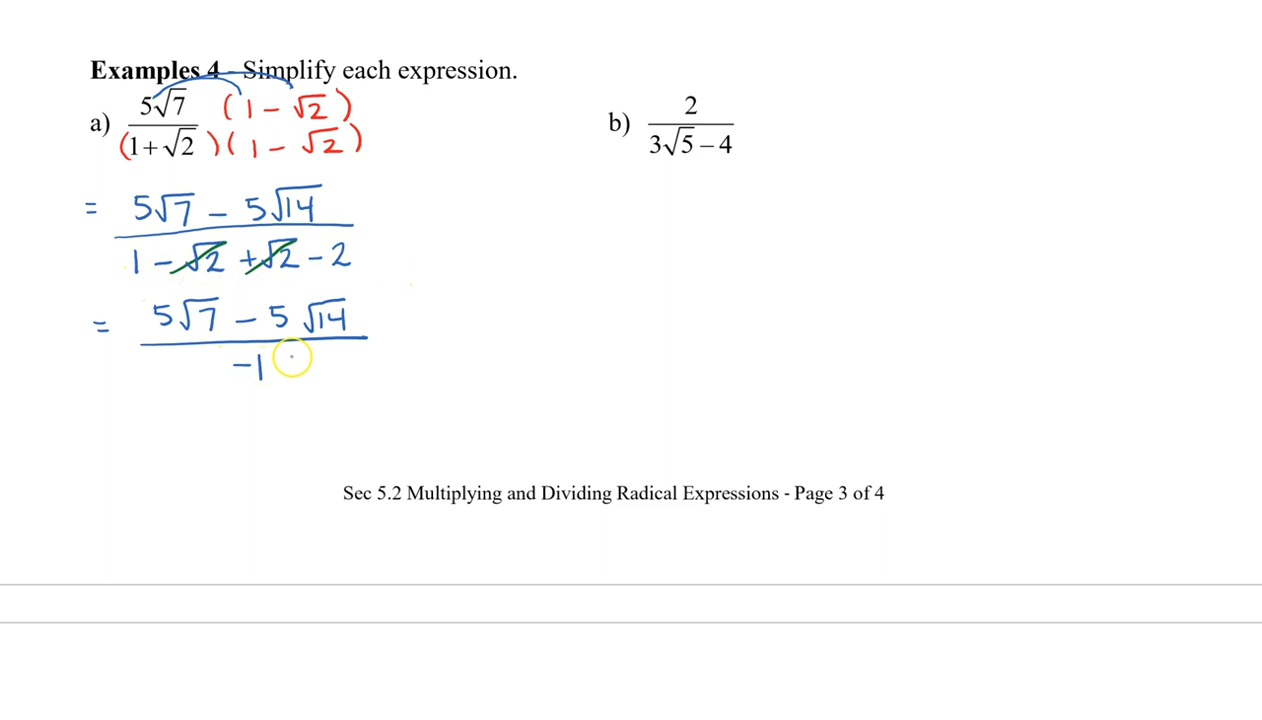 Examples 4 - Simplify each expression.
a) 5√7 (1 - √2) / (1 + √2)(1 - √2)
b) 2 / 3√5 - 4
= 5√7 - 5√14 / 1 - √2 + √2 - 2
= 5√7 - 5√14 / -1
Sec 5.2 Multiplying and Dividing Radical Expressions - Page 3 of 4